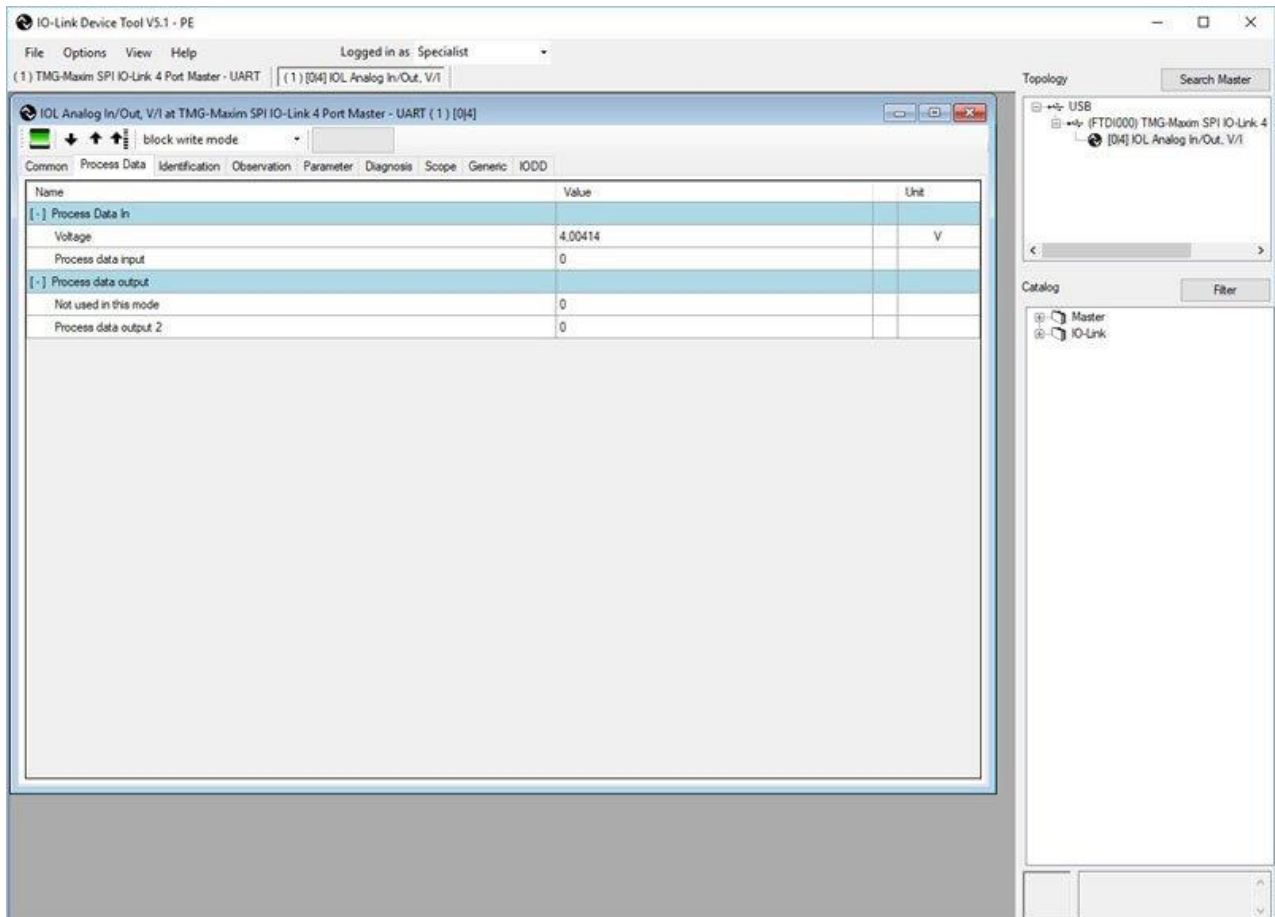 IO-Link Device Tool V5.1 - PE
File Options View Help Logged in as Specialist
( 1 ) TMG-Maxim SPI IO-Link 4 Port Master - UART ( 1 ) [0|4] IOL Analog In/Out, V/I
IOL Analog In/Out, V/I at TMG-Maxim SPI IO-Link 4 Port Master - UART ( 1 ) [0|4]
block write mode
Common Process Data Identification Observation Parameter Diagnosis Scope Generic IODD
Name Value Unit
[ - ] Process Data In
Voltage 4,00414 V
Process data input 0
[ - ] Process data output
Not used in this mode 0
Process data output 2 0
Topology Search Master
USB
(FTDI000) TMG-Maxim SPI IO-Link 4
[0|4] IOL Analog In/Out, V/I
Catalog Filter
Master
IO-Link